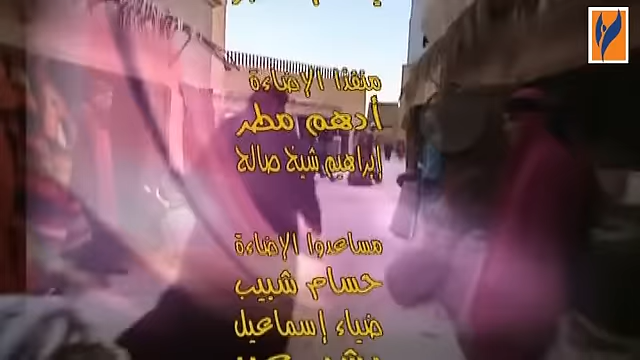 منفذا الإضاءة
أدهم مطر
إبراهيم شيخ صالح
مساعدوا الإضاءة
حسام شبيب
ضياء إسماعيل